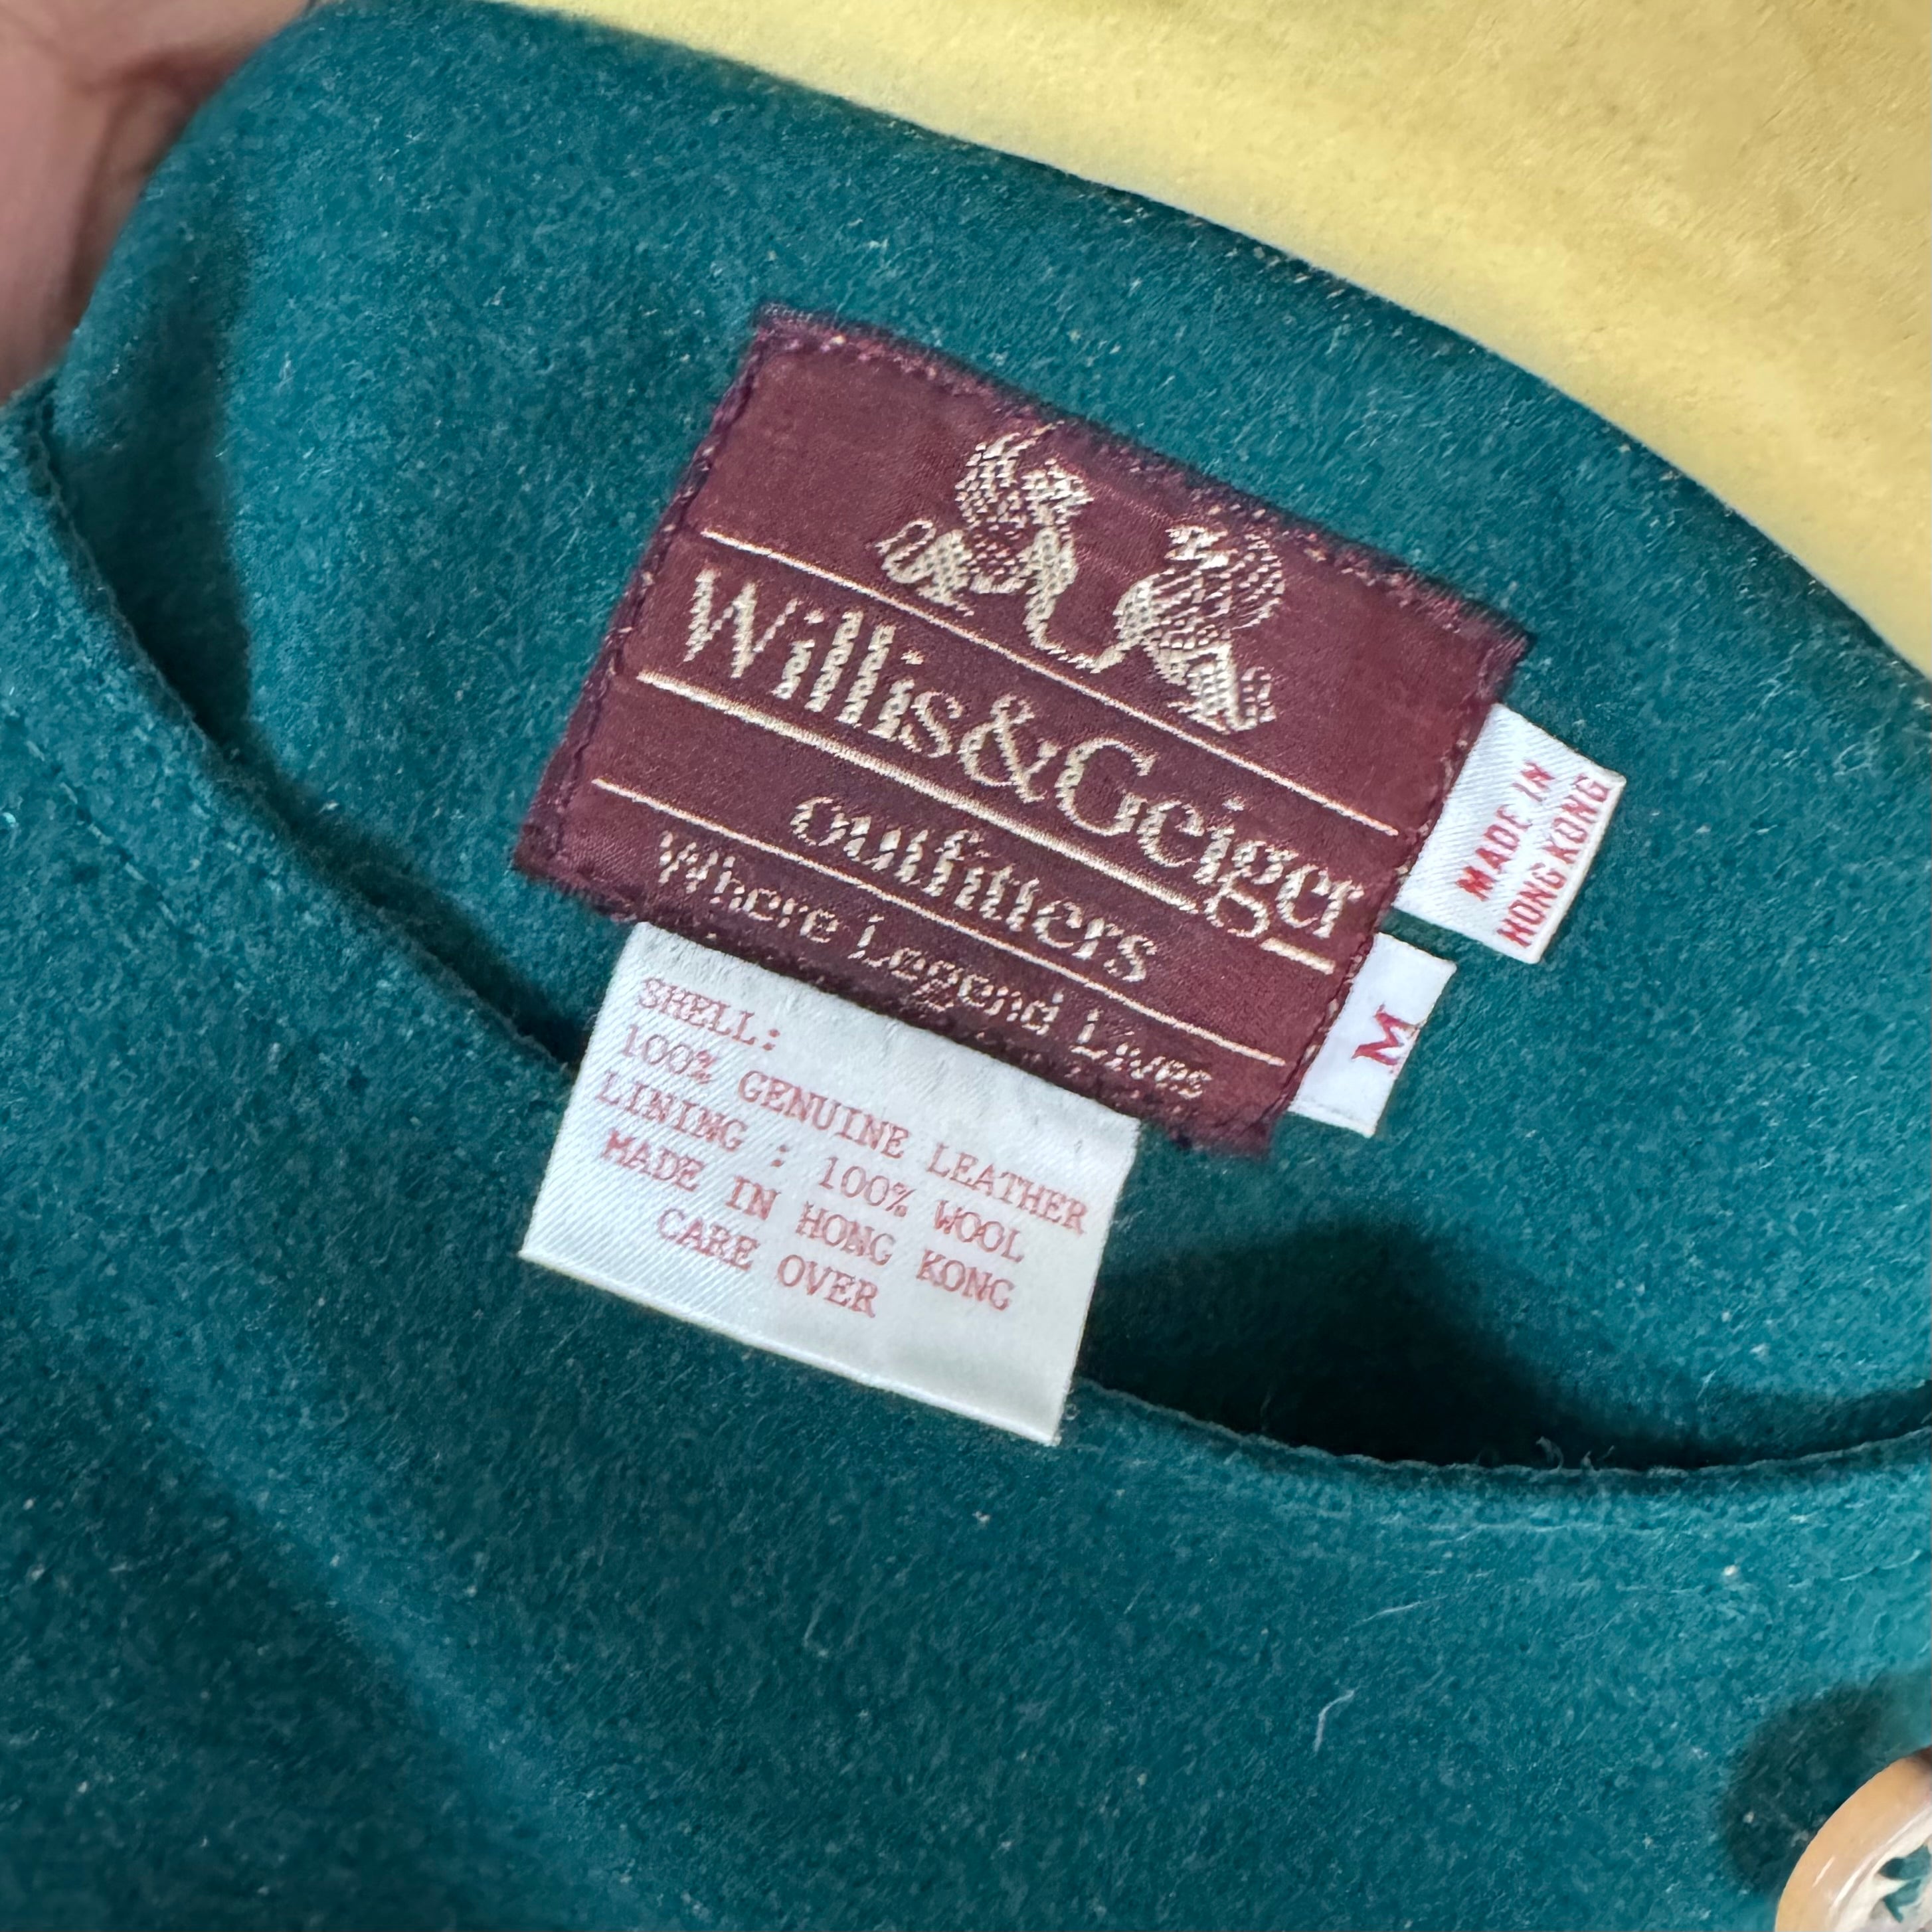 Willis&Geiger
outfitters
Where Legend Lives
MADE IN
HONG KONG
M
SHELL:
100% GENUINE LEATHER
LINING : 100% WOOL
MADE IN HONG KONG
CARE OVER